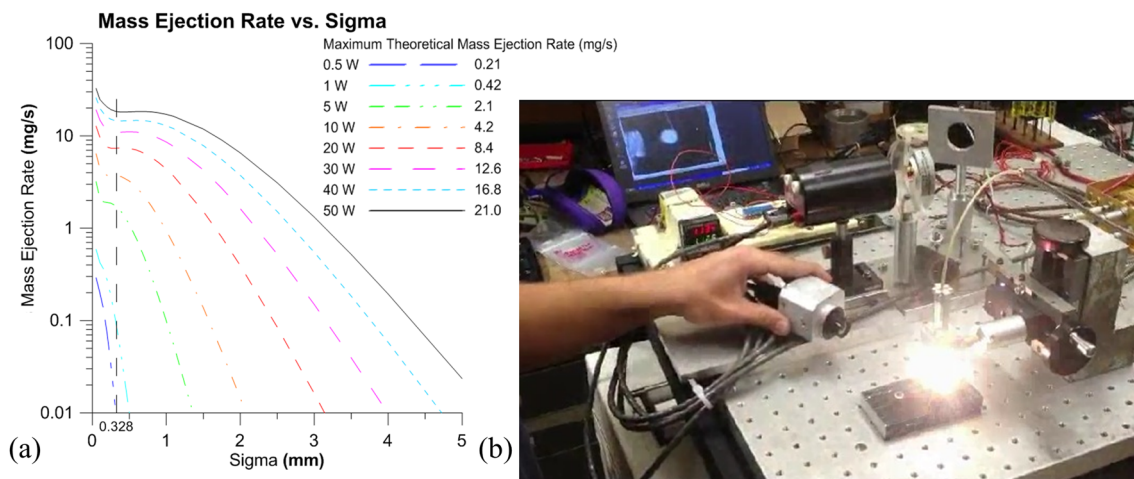 Mass Ejection Rate vs. Sigma
Maximum Theoretical Mass Ejection Rate (mg/s)
0.5 W 0.21
1 W 0.42
5 W 2.1
10 W 4.2
20 W 8.4
30 W 12.6
40 W 16.8
50 W 21.0
Mass Ejection Rate (mg/s)
100
10
1
0.1
0.01
0 1 2 3 4 5
0.328
Sigma (mm)
(a)
(b)